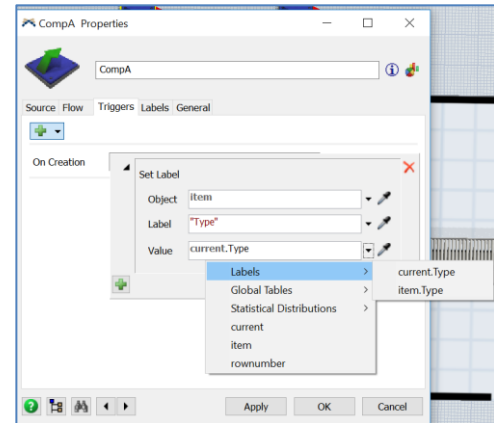 CompA Properties
CompA
Source Flow Triggers Labels General
On Creation
Set Label
Object item
Label "Type"
Value current.Type
Labels current.Type
Global Tables item.Type
Statistical Distributions
current
item
rownumber
Apply OK Cancel